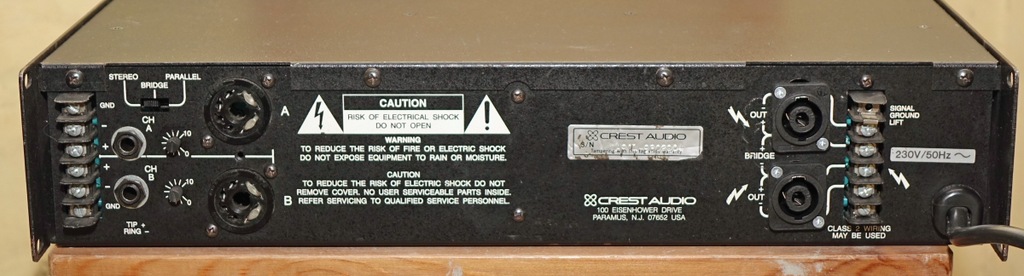 STEREO PARALLEL
BRIDGE
GND
-
+
+
-
GND
CH
A
10
0
CH
B
10
0
TIP +
RING -
A
B
CAUTION
RISK OF ELECTRICAL SHOCK
DO NOT OPEN
WARNING
TO REDUCE THE RISK OF FIRE OR ELECTRIC SHOCK
DO NOT EXPOSE EQUIPMENT TO RAIN OR MOISTURE.
CAUTION
TO REDUCE THE RISK OF ELECTRIC SHOCK DO NOT
REMOVE COVER. NO USER SERVICEABLE PARTS INSIDE.
REFER SERVICING TO QUALIFIED SERVICE PERSONNEL.
CREST AUDIO
S/N
CREST AUDIO
100 EISENHOWER DRIVE
PARAMUS, N.J. 07652 USA
OUT
BRIDGE
OUT
SIGNAL
GROUND
LIFT
230V/50Hz
CLASS 2 WIRING
MAY BE USED